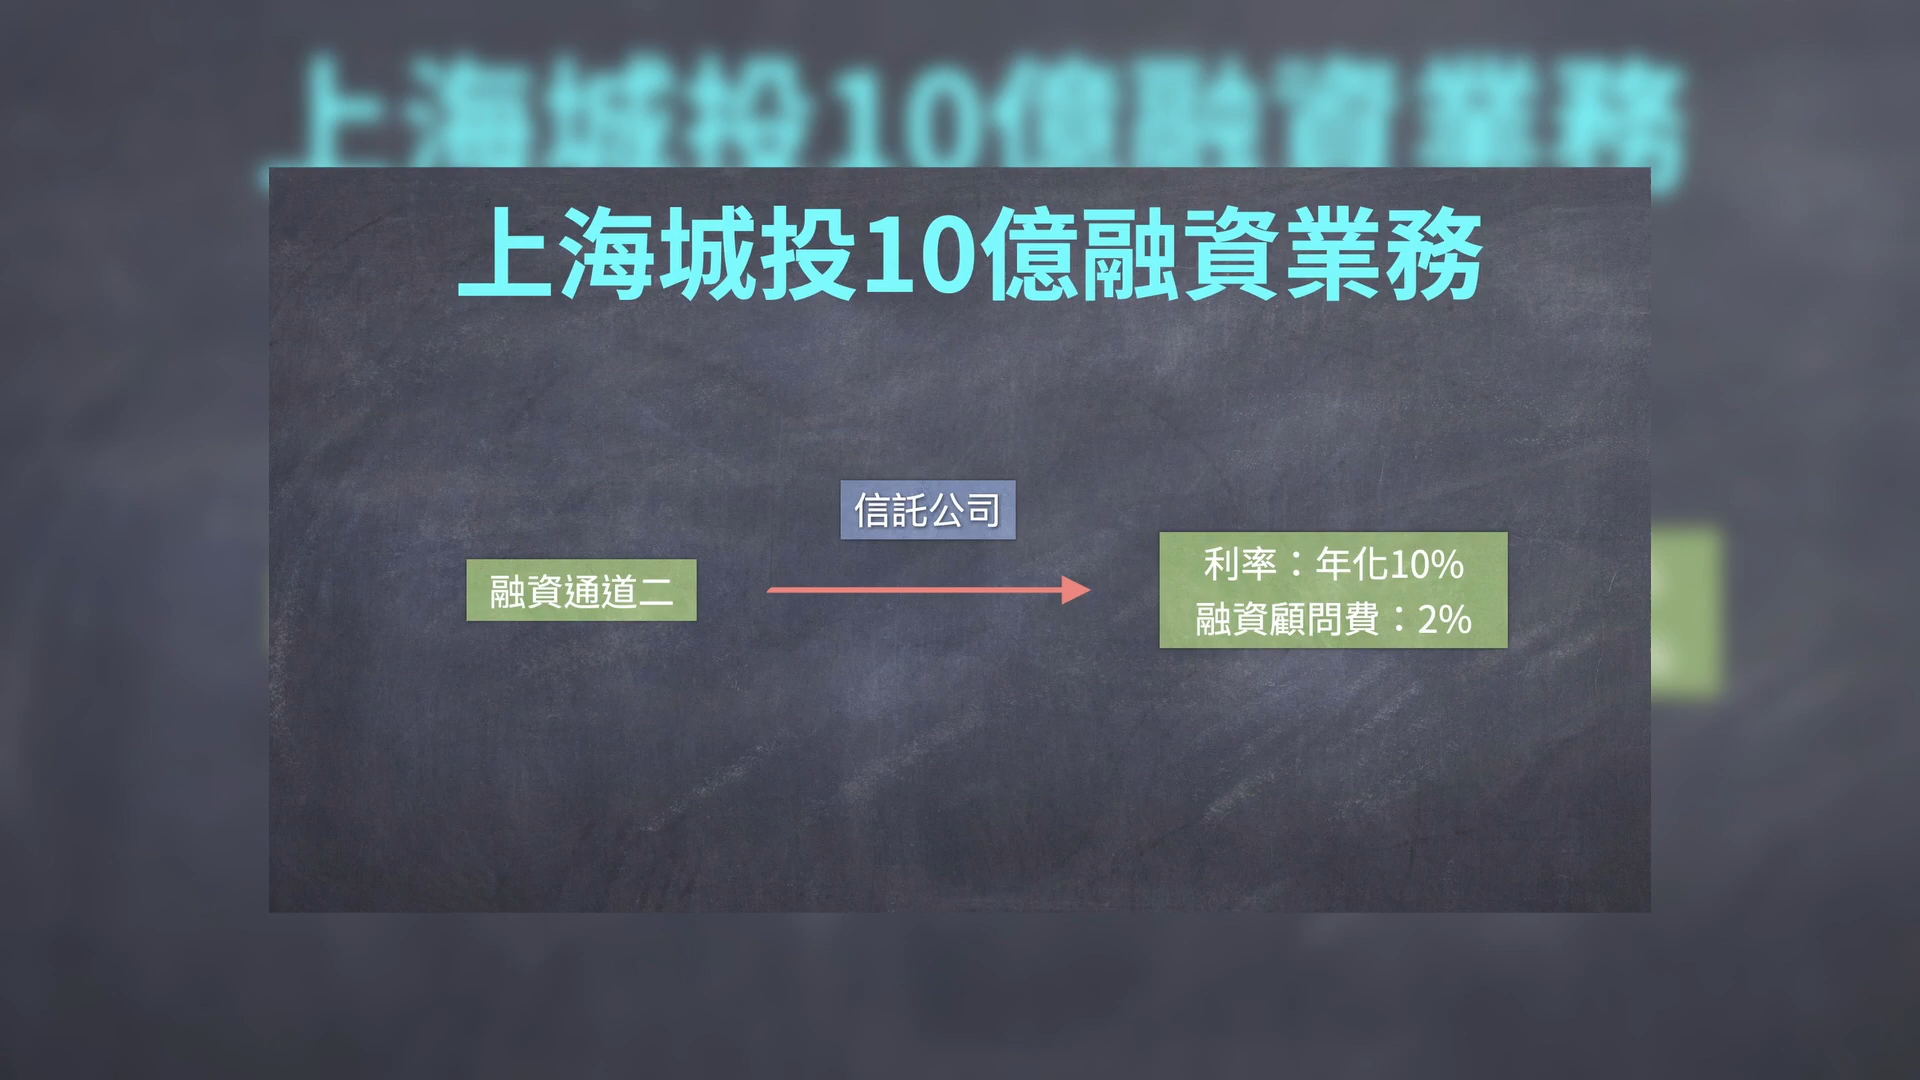 上海城投10億融資業務
信託公司
融資通道二
利率：年化10%
融資顧問費：2%